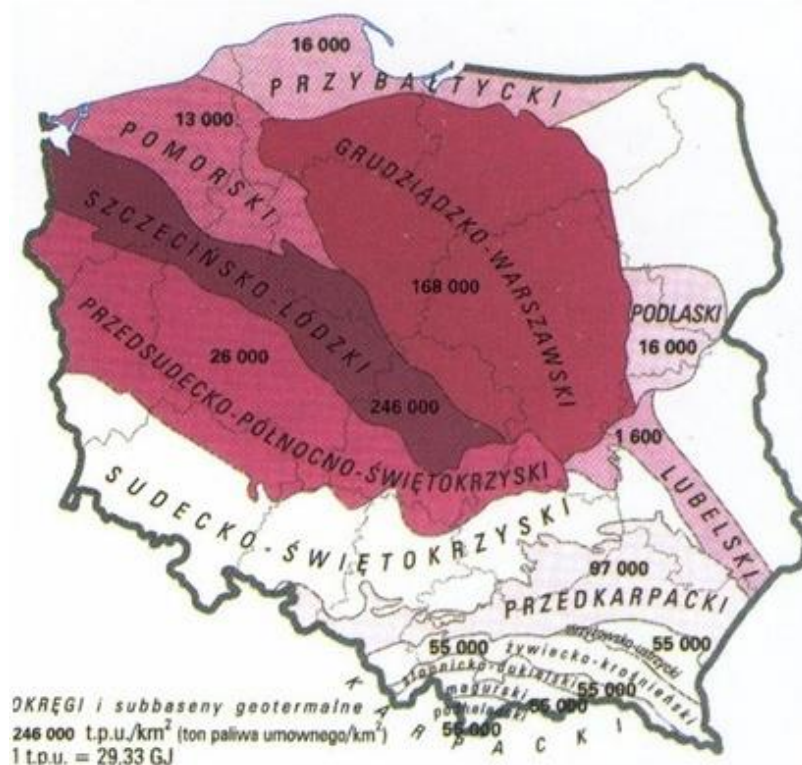 16 000
PRZYBAŁTYCKI
13 000
POMORSKI
GRUDZIĄDZKO-WARSZAWSKI
SZCZECIŃSKO-ŁÓDZKI
168 000
PODLASKI
16 000
26 000
PRZEDSUDECKO-PÓŁNOCNO-ŚWIĘTOKRZYSKI
246 000
1 600
LUBELSKI
SUDECKO-ŚWIĘTOKRZYSKI
97 000
PRZEDKARPACKI
55 000
żywiecko-krośnieński
55 000
55 000
magurski
55 000
KARPACKI
OKRĘGI i subbaseny geotermalne
246 000 t.p.u./km² (ton paliwa umownego/km²)
1 t.p.u. = 29.33 GJ